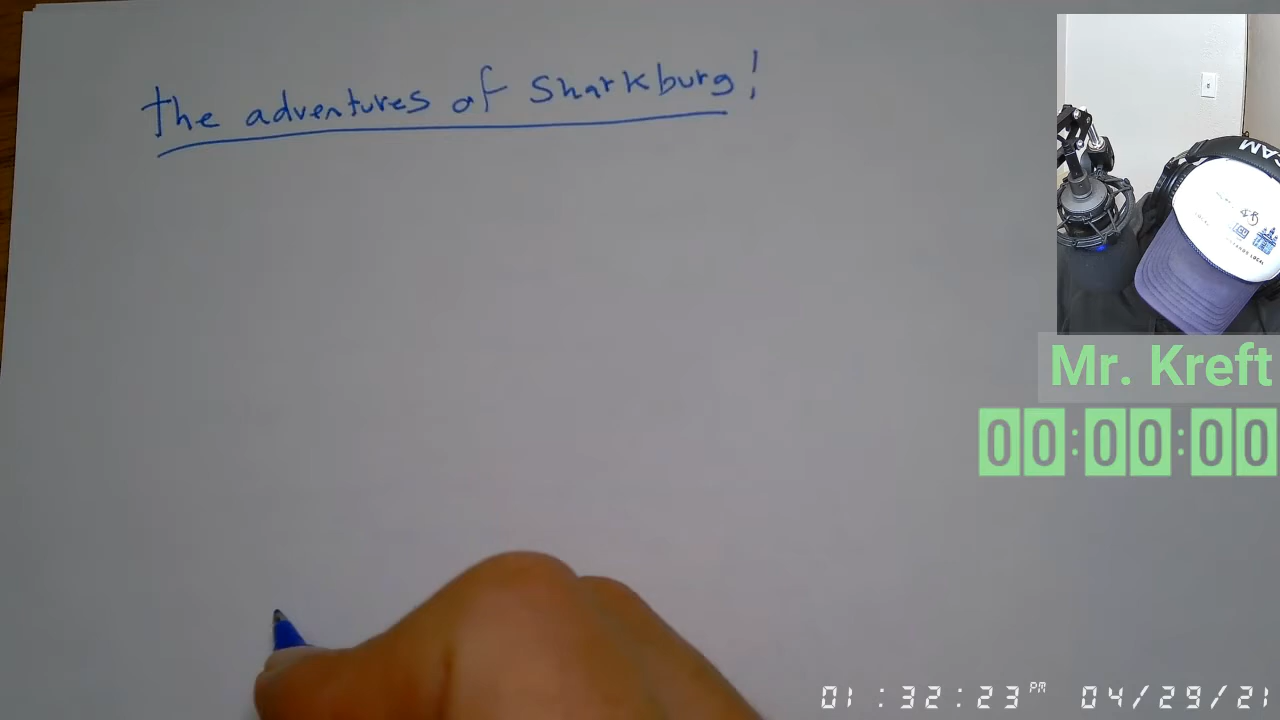 the adventures of Sharkburg!
Mr. Kreft
00:00:00
01:32:23 PM 04/29/21